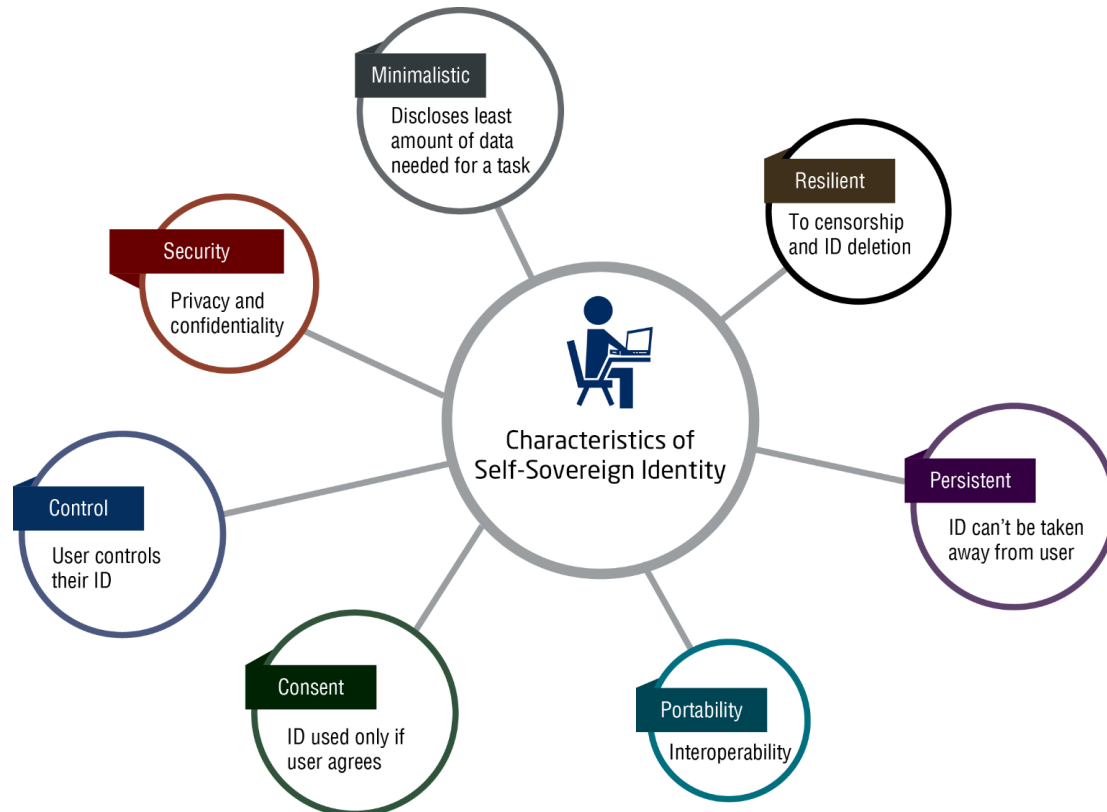 Minimalistic
Discloses least
amount of data
needed for a task
Resilient
To censorship
and ID deletion
Security
Privacy and
confidentiality
Characteristics of
Self-Sovereign Identity
Persistent
ID can’t be taken
away from user
Control
User controls
their ID
Consent
ID used only if
user agrees
Portability
Interoperability